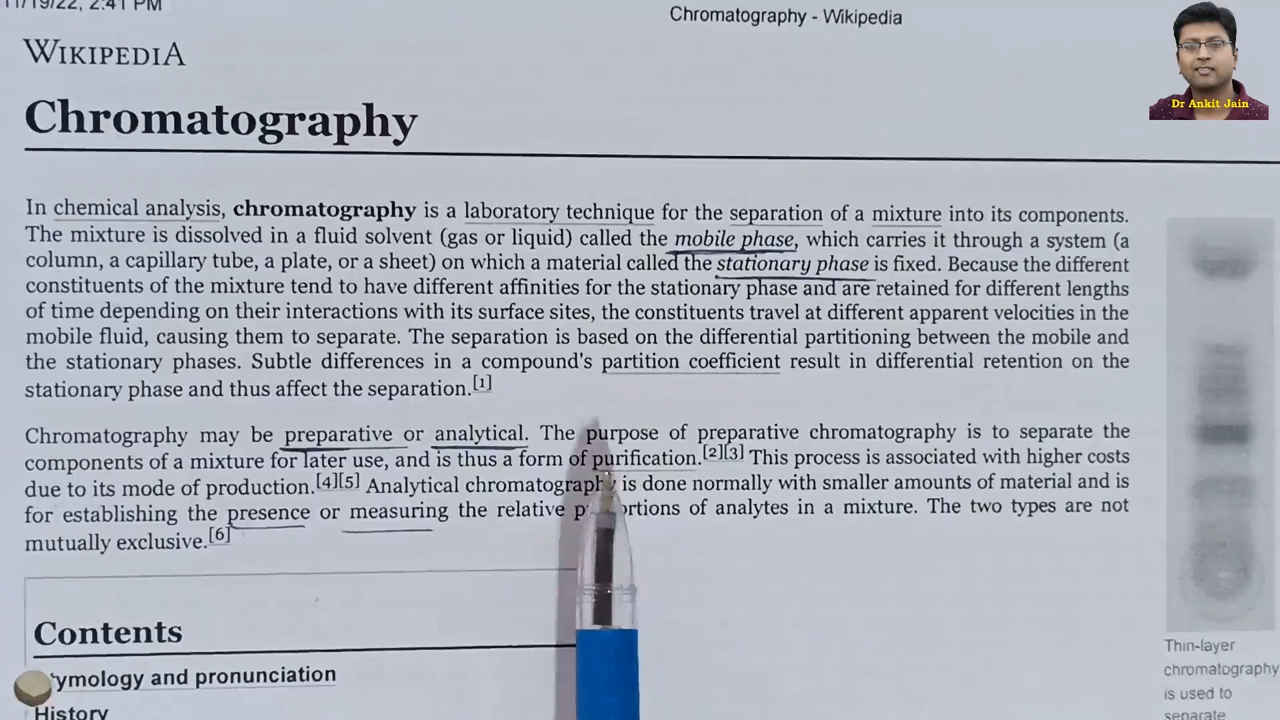 11/19/22, 2:41 PM
Chromatography - Wikipedia
WIKIPEDIA
Dr Ankit Jain
Chromatography
In chemical analysis, chromatography is a laboratory technique for the separation of a mixture into its components.
The mixture is dissolved in a fluid solvent (gas or liquid) called the mobile phase, which carries it through a system (a
column, a capillary tube, a plate, or a sheet) on which a material called the stationary phase is fixed. Because the different
constituents of the mixture tend to have different affinities for the stationary phase and are retained for different lengths
of time depending on their interactions with its surface sites, the constituents travel at different apparent velocities in the
mobile fluid, causing them to separate. The separation is based on the differential partitioning between the mobile and
the stationary phases. Subtle differences in a compound's partition coefficient result in differential retention on the
stationary phase and thus affect the separation.[1]
Chromatography may be preparative or analytical. The purpose of preparative chromatography is to separate the
components of a mixture for later use, and is thus a form of purification.[2][3] This process is associated with higher costs
due to its mode of production.[4][5] Analytical chromatography is done normally with smaller amounts of material and is
for establishing the presence or measuring the relative p ortions of analytes in a mixture. The two types are not
mutually exclusive.[6]
Contents
ymology and pronunciation
History
Thin-layer
chromatography
is used to
separate